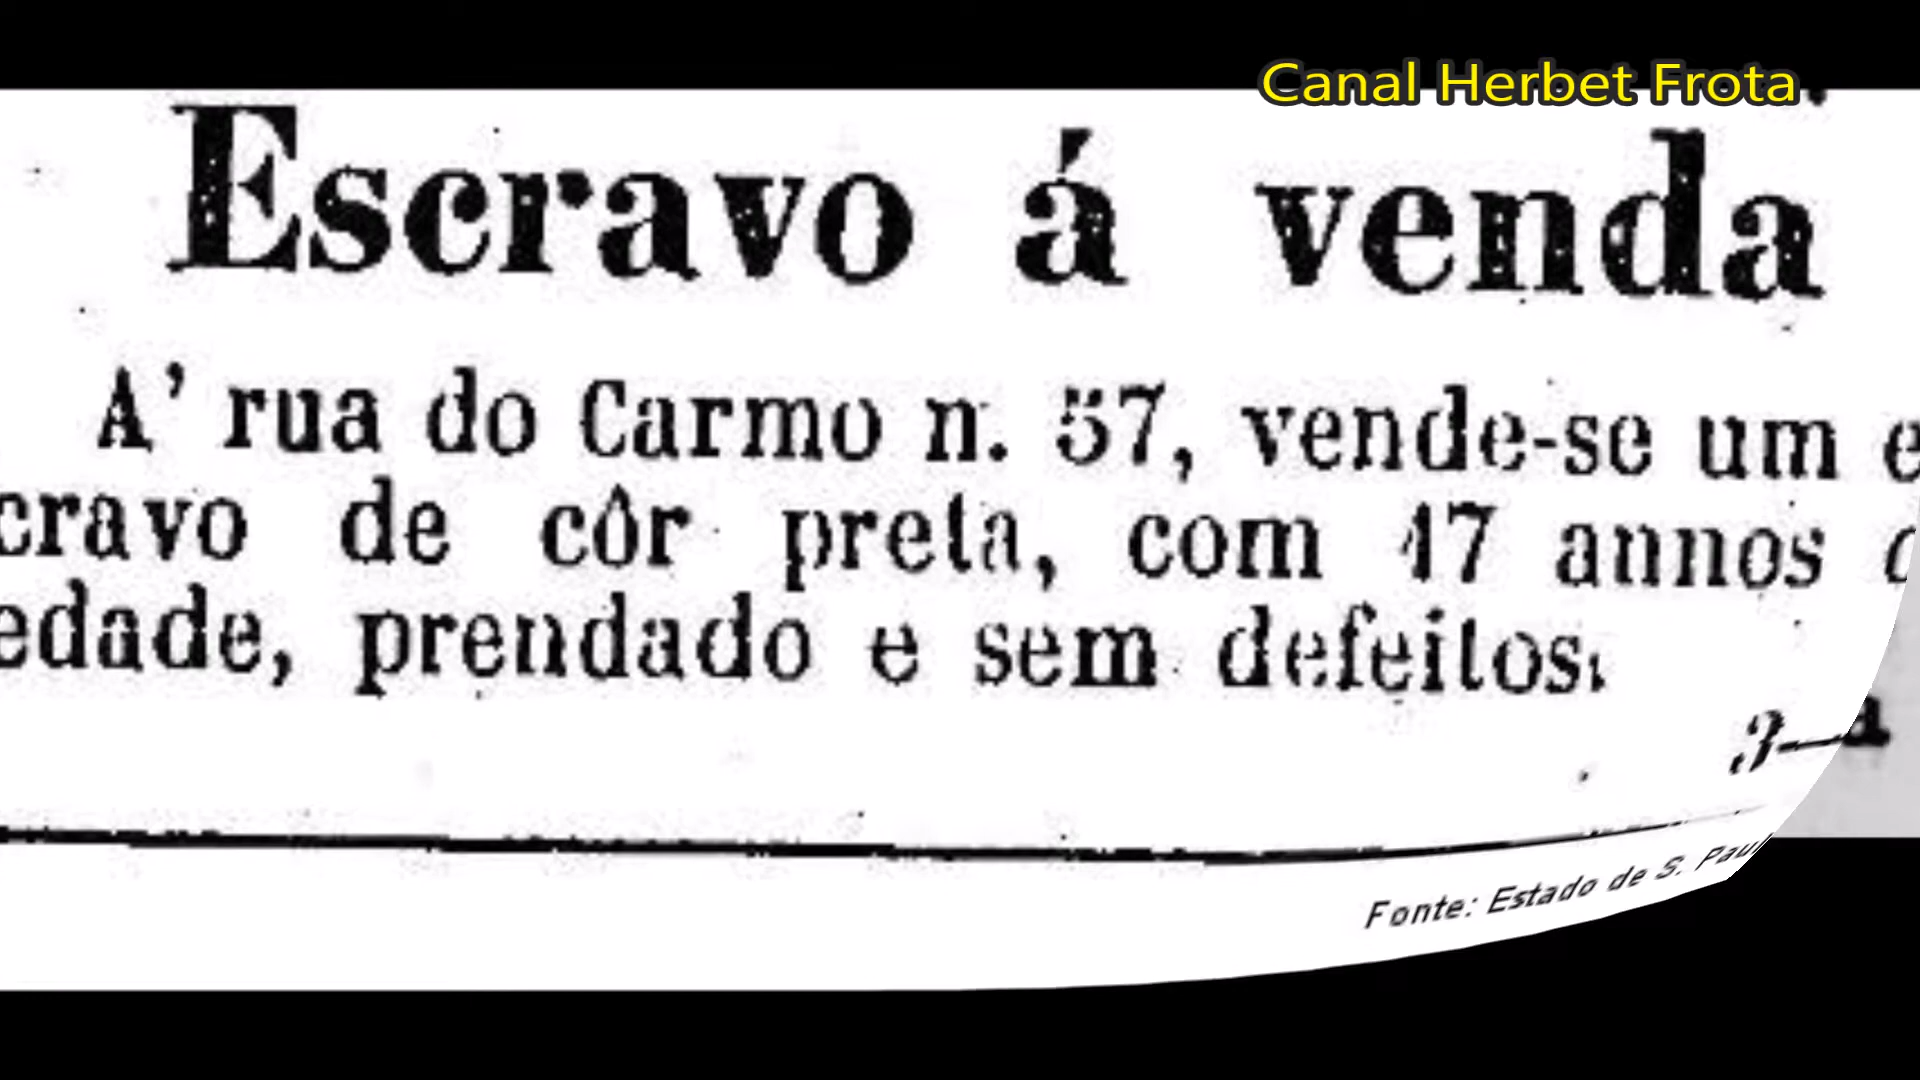 Canal Herbet Frota
Escravo á venda
A' rua do Carmo n. 57, vende-se um e
cravo de côr preta, com 17 annos
edade, prendado e sem defeitos.
3—
Fonte: Estado de S. Pau